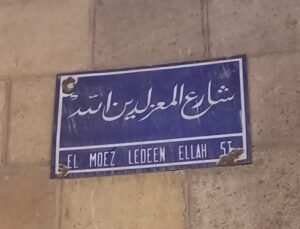 شارع المعز لدين الله
EL MOEZ LEDEEN ELLAH ST